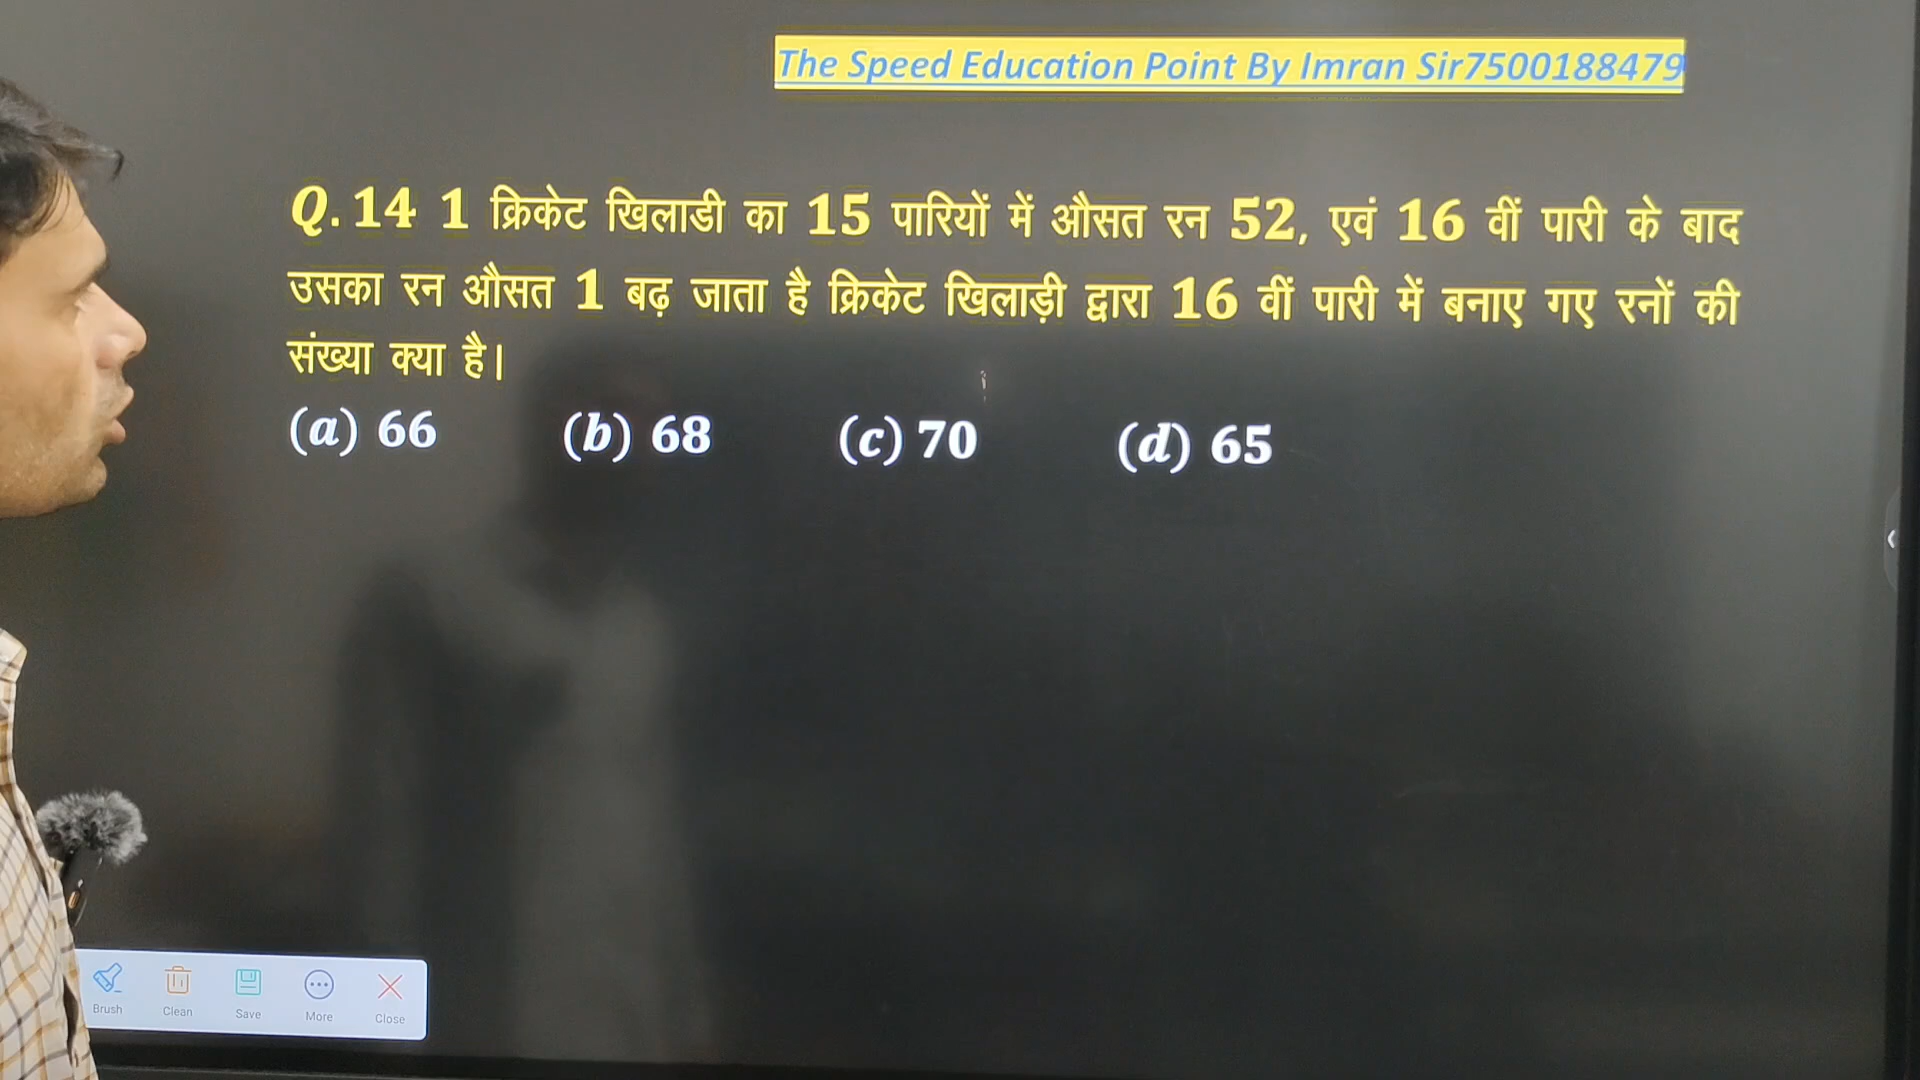 The Speed Education Point By Imran Sir7500188479
Q.14 1 क्रिकेट खिलाडी का 15 पारियों में औसत रन 52, एवं 16 वीं पारी के बाद
उसका रन औसत 1 बढ़ जाता है क्रिकेट खिलाड़ी द्वारा 16 वीं पारी में बनाए गए रनों की
संख्या क्या है।
(a) 66 (b) 68 (c) 70 (d) 65
Brush Clean Save More Close